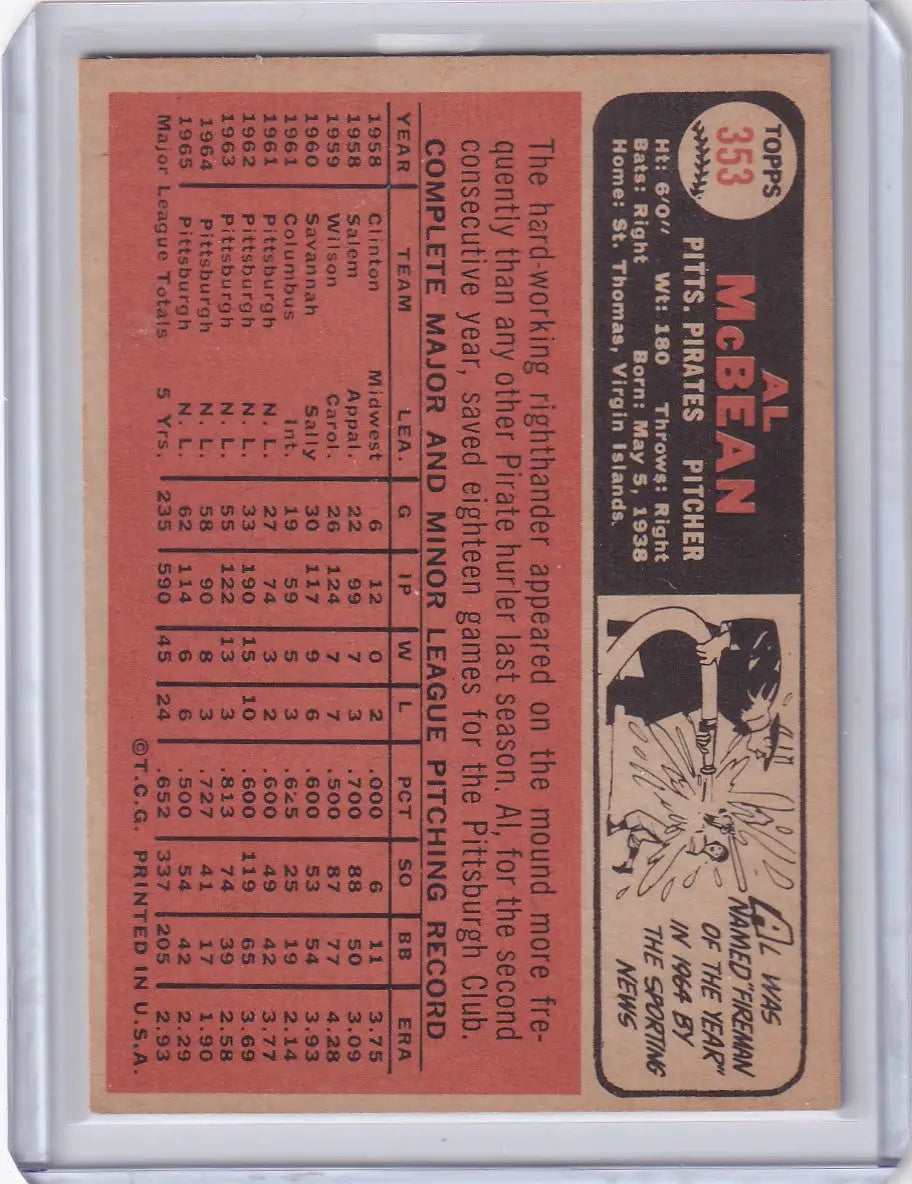 TOPPS
353
AL
McBEAN
PITTS. PIRATES PITCHER
Ht: 6'0" Wt: 180 Throws: Right
Bats: Right Born: May 5, 1938
Home: St. Thomas, Virgin Islands.
AL WAS
NAMED "FIREMAN
OF THE YEAR"
IN 1964 BY
THE SPORTING
NEWS
The hard-working righthander appeared on the mound more fre-
quently than any other Pirate hurler last season. Al, for the second
consecutive year, saved eighteen games for the Pittsburgh Club.
COMPLETE MAJOR AND MINOR LEAGUE PITCHING RECORD
YEAR TEAM LEA. G IP W L PCT SO BB ERA
1958 Clinton Midwest 6 12 0 2 .000 6 11 3.75
1958 Salem Appal. 22 99 7 3 .700 88 50 3.09
1959 Wilson Carol. 26 124 7 7 .500 87 77 4.28
1960 Savannah Sally 30 117 9 6 .600 53 54 3.93
1961 Columbus Int. 19 59 5 3 .625 25 19 2.14
1961 Pittsburgh N. L. 27 74 3 2 .600 49 42 3.77
1962 Pittsburgh N. L. 33 190 15 10 .600 119 65 3.69
1963 Pittsburgh N. L. 55 122 13 3 .813 74 39 2.58
1964 Pittsburgh N. L. 58 90 8 3 .727 41 17 1.90
1965 Pittsburgh N. L. 62 114 6 6 .500 54 42 2.29
Major League Totals 5 Yrs. 235 590 45 24 .652 337 205 2.93
©T.C.G. PRINTED IN U.S.A.